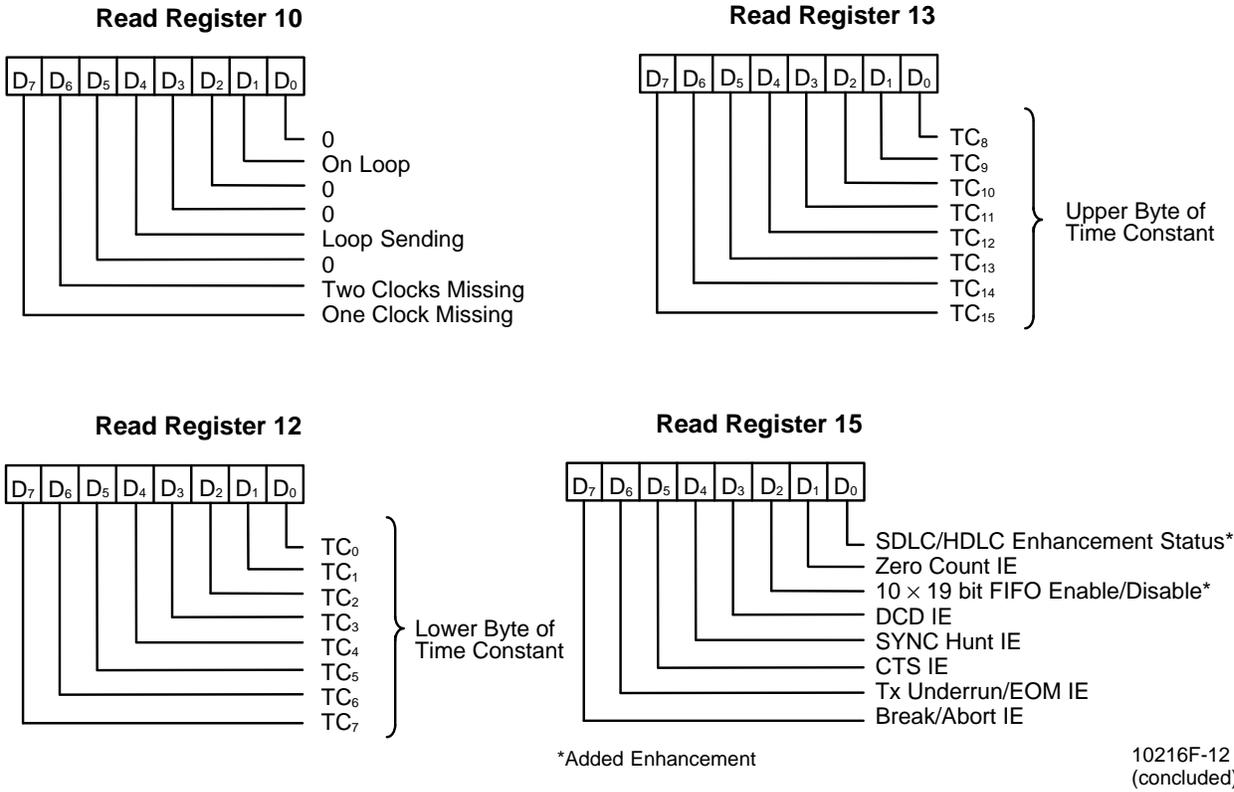 Read Register 10
D₇ D₆ D₅ D₄ D₃ D₂ D₁ D₀
0
On Loop
0
0
Loop Sending
0
Two Clocks Missing
One Clock Missing
Read Register 13
D₇ D₆ D₅ D₄ D₃ D₂ D₁ D₀
TC₈
TC₉
TC₁₀
TC₁₁
TC₁₂
TC₁₃
TC₁₄
TC₁₅
Upper Byte of
Time Constant
Read Register 12
D₇ D₆ D₅ D₄ D₃ D₂ D₁ D₀
TC₀
TC₁
TC₂
TC₃
TC₄
TC₅
TC₆
TC₇
Lower Byte of
Time Constant
Read Register 15
D₇ D₆ D₅ D₄ D₃ D₂ D₁ D₀
SDLC/HDLC Enhancement Status*
Zero Count IE
10 × 19 bit FIFO Enable/Disable*
DCD IE
SYNC Hunt IE
CTS IE
Tx Underrun/EOM IE
Break/Abort IE
*Added Enhancement
10216F-12
(concluded)